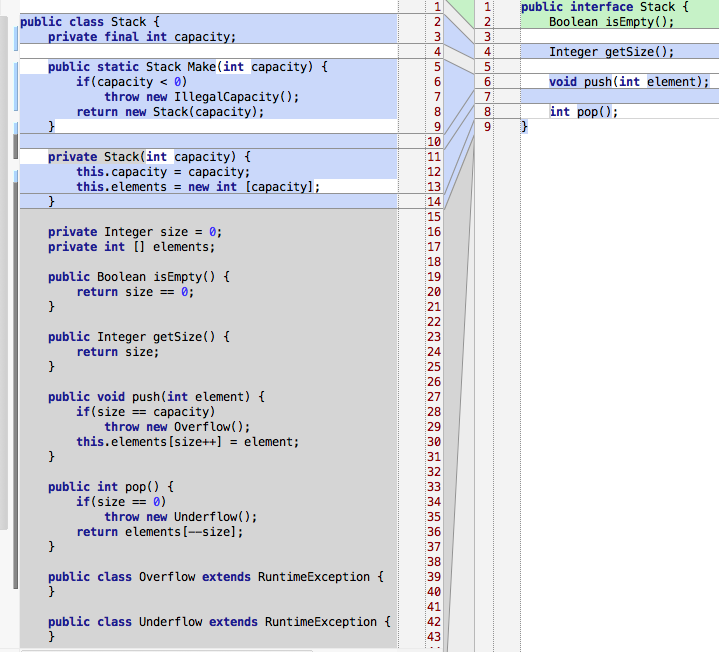 1
public class Stack { 2
private final int capacity; 3
4
public static Stack Make(int capacity) { 5
if(capacity < 0) 6
throw new IllegalCapacity(); 7
return new Stack(capacity); 8
} 9
10
private Stack(int capacity) { 11
this.capacity = capacity; 12
this.elements = new int [capacity]; 13
} 14
15
private Integer size = 0; 16
private int [] elements; 17
18
public Boolean isEmpty() { 19
return size == 0; 20
} 21
22
public Integer getSize() { 23
return size; 24
} 25
26
public void push(int element) { 27
if(size == capacity) 28
throw new Overflow(); 29
this.elements[size++] = element; 30
} 31
32
public int pop() { 33
if(size == 0) 34
throw new Underflow(); 35
return elements[--size]; 36
} 37
38
public class Overflow extends RuntimeException { 39
} 40
41
public class Underflow extends RuntimeException { 42
} 43
1 public interface Stack {
2 Boolean isEmpty();
3
4 Integer getSize();
5
6 void push(int element);
7
8 int pop();
9 }